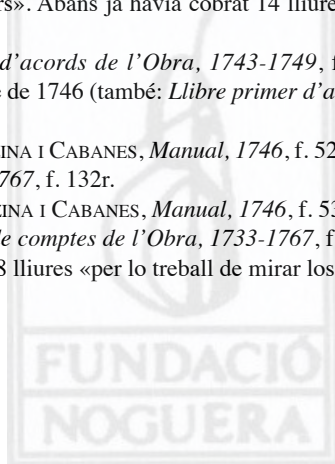 rs». Abans ja havia cobrat 14 lliure
d'acords de l'Obra, 1743-1749, f
e de 1746 (també: Llibre primer d'a
INA I CABANES, Manual, 1746, f. 52
767, f. 132r.
INA I CABANES, Manual, 1746, f. 53
le comptes de l'Obra, 1733-1767, f
8 lliures «per lo treball de mirar los
FUNDACIÓ
NOGUERA